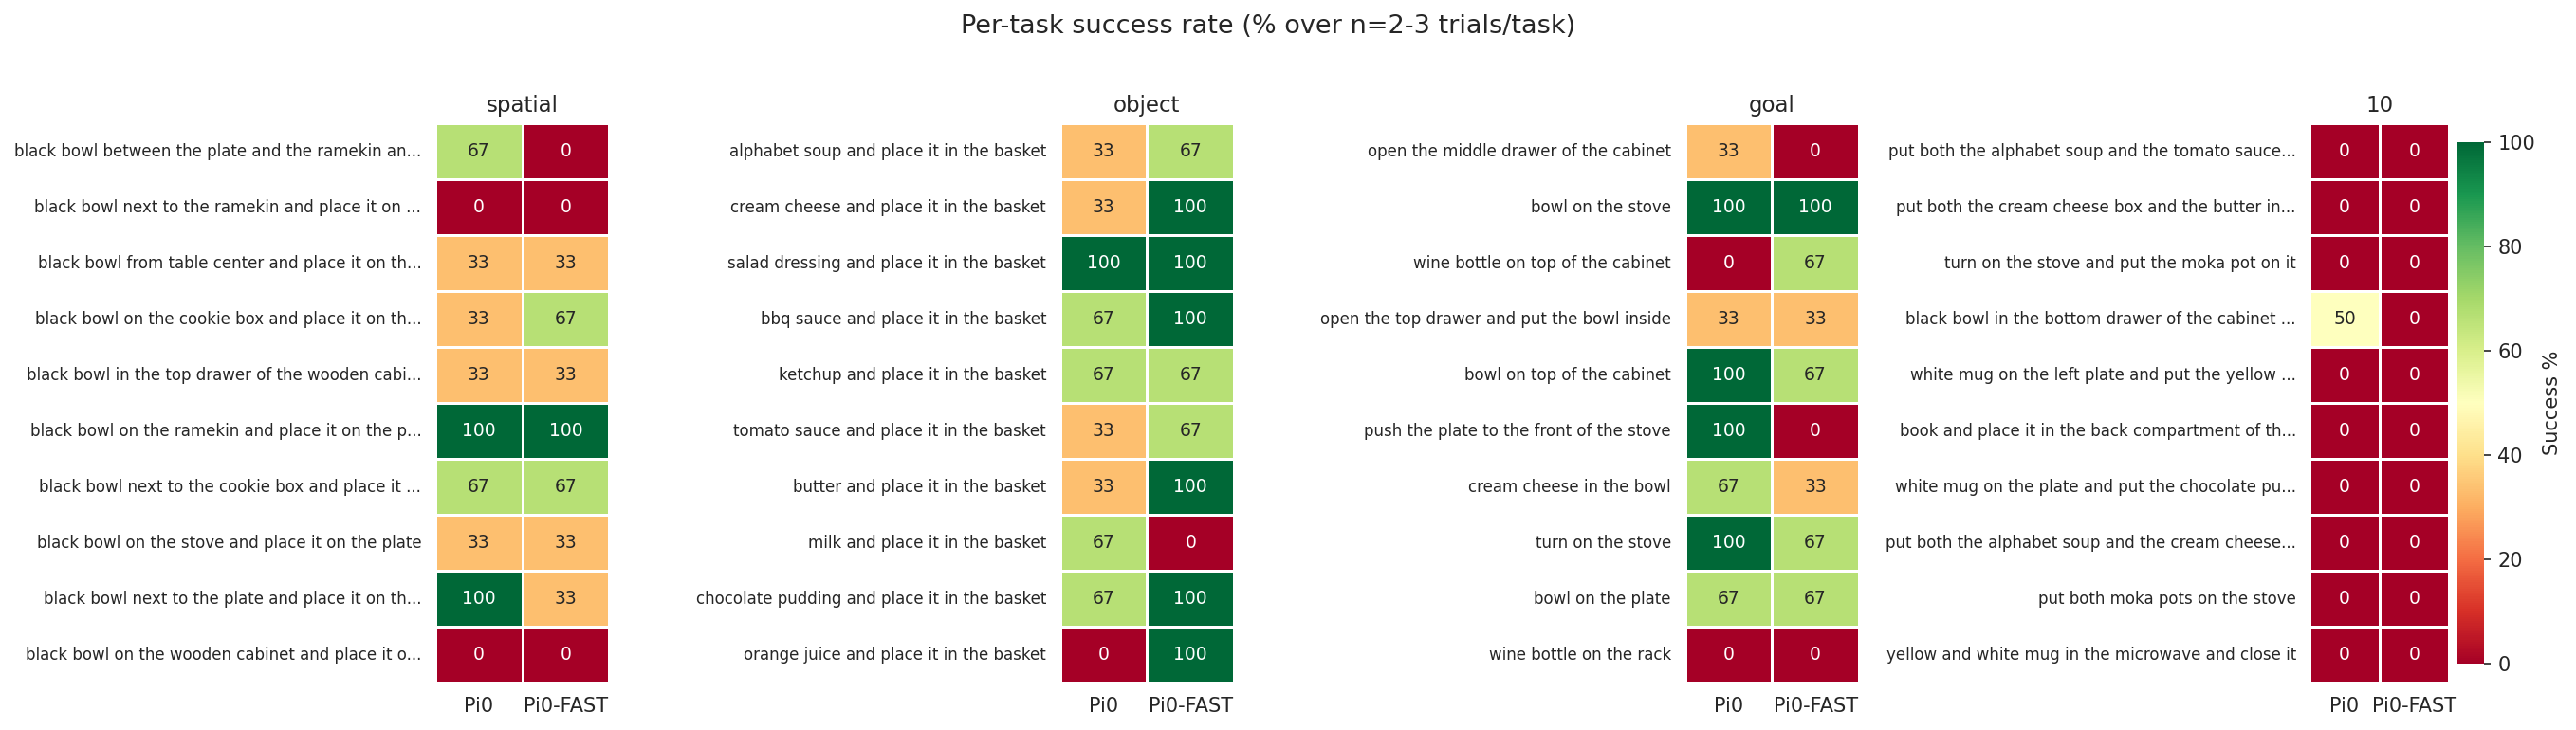 Per-task success rate (% over n=2-3 trials/task)
spatial
black bowl between the plate and the ramekin an... 67 0
black bowl next to the ramekin and place it on ... 0 0
black bowl from table center and place it on th... 33 33
black bowl on the cookie box and place it on th... 33 67
black bowl in the top drawer of the wooden cabi... 33 33
black bowl on the ramekin and place it on the p... 100 100
black bowl next to the cookie box and place it ... 67 67
black bowl on the stove and place it on the plate 33 33
black bowl next to the plate and place it on th... 100 33
black bowl on the wooden cabinet and place it o... 0 0
Pi0 Pi0-FAST
object
alphabet soup and place it in the basket 33 67
cream cheese and place it in the basket 33 100
salad dressing and place it in the basket 100 100
bbq sauce and place it in the basket 67 100
ketchup and place it in the basket 67 67
tomato sauce and place it in the basket 33 67
butter and place it in the basket 33 100
milk and place it in the basket 67 0
chocolate pudding and place it in the basket 67 100
orange juice and place it in the basket 0 100
Pi0 Pi0-FAST
goal
open the middle drawer of the cabinet 33 0
bowl on the stove 100 100
wine bottle on top of the cabinet 0 67
open the top drawer and put the bowl inside 33 33
bowl on top of the cabinet 100 67
push the plate to the front of the stove 100 0
cream cheese in the bowl 67 33
turn on the stove 100 67
bowl on the plate 67 67
wine bottle on the rack 0 0
Pi0 Pi0-FAST
10
put both the alphabet soup and the tomato sauce... 0 0
put both the cream cheese box and the butter in... 0 0
turn on the stove and put the moka pot on it 0 0
black bowl in the bottom drawer of the cabinet ... 50 0
white mug on the left plate and put the yellow ... 0 0
book and place it in the back compartment of th... 0 0
white mug on the plate and put the chocolate pu... 0 0
put both the alphabet soup and the cream cheese... 0 0
put both moka pots on the stove 0 0
yellow and white mug in the microwave and close it 0 0
Pi0 Pi0-FAST
100
80
60
40
20
0
Success %